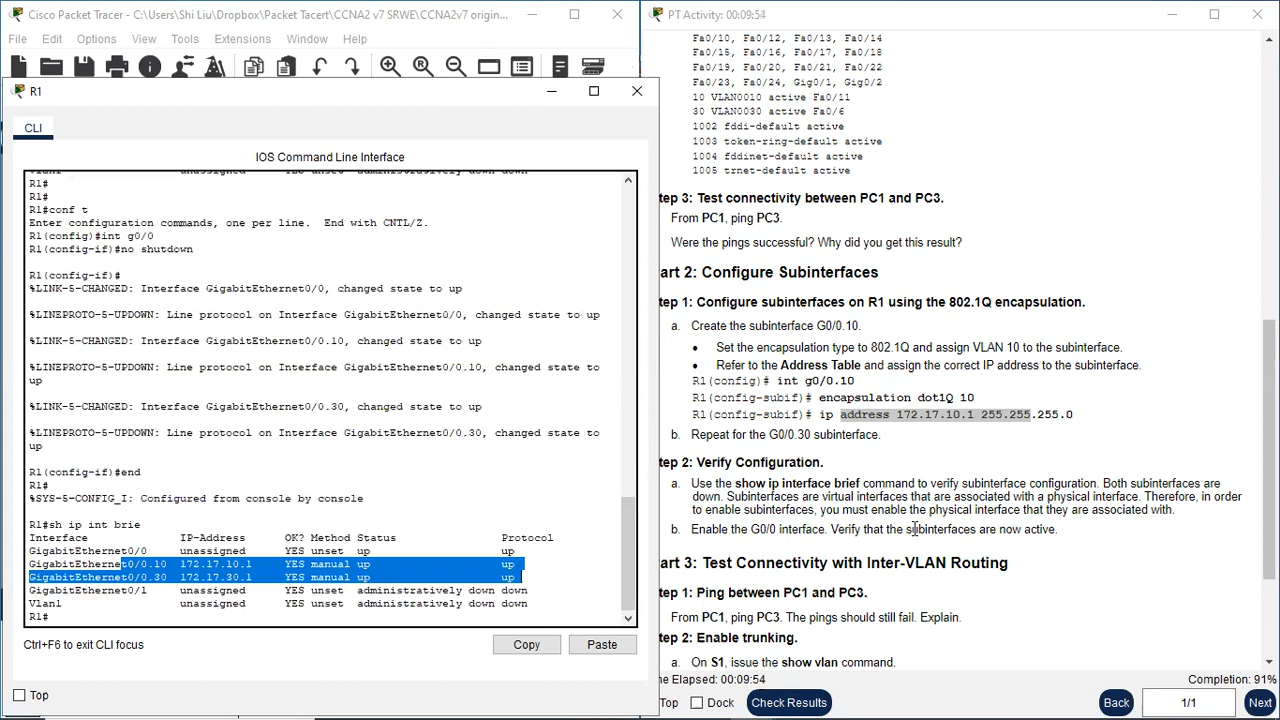 Cisco Packet Tracer - C:\Users\Shi Liu\Dropbox\Packet Tacert\CCNA2 v7 SRWE\CCNA2v7 origin...
File Edit Options View Tools Extensions Window Help
R1
CLI
IOS Command Line Interface
Vlan1 unassigned YES unset administratively down down
R1#
R1#
R1#conf t
Enter configuration commands, one per line. End with CNTL/Z.
R1(config)#int g0/0
R1(config-if)#no shutdown
R1(config-if)#
%LINK-5-CHANGED: Interface GigabitEthernet0/0, changed state to up
%LINEPROTO-5-UPDOWN: Line protocol on Interface GigabitEthernet0/0, changed state to up
%LINK-5-CHANGED: Interface GigabitEthernet0/0.10, changed state to up
%LINEPROTO-5-UPDOWN: Line protocol on Interface GigabitEthernet0/0.10, changed state to
up
%LINK-5-CHANGED: Interface GigabitEthernet0/0.30, changed state to up
%LINEPROTO-5-UPDOWN: Line protocol on Interface GigabitEthernet0/0.30, changed state to
up
R1(config-if)#end
R1#
%SYS-5-CONFIG_I: Configured from console by console
R1#sh ip int brie
Interface IP-Address OK? Method Status Protocol
GigabitEthernet0/0 unassigned YES unset up up
GigabitEthernet0/0.10 172.17.10.1 YES manual up up
GigabitEthernet0/0.30 172.17.30.1 YES manual up up
GigabitEthernet0/1 unassigned YES unset administratively down down
Vlan1 unassigned YES unset administratively down down
R1#
Ctrl+F6 to exit CLI focus
Copy
Paste
Top
PT Activity: 00:09:54
Fa0/10, Fa0/12, Fa0/13, Fa0/14
Fa0/15, Fa0/16, Fa0/17, Fa0/18
Fa0/19, Fa0/20, Fa0/21, Fa0/22
Fa0/23, Fa0/24, Gig0/1, Gig0/2
10 VLAN0010 active Fa0/11
30 VLAN0030 active Fa0/6
1002 fddi-default active
1003 token-ring-default active
1004 fddinet-default active
1005 trnet-default active
tep 3: Test connectivity between PC1 and PC3.
From PC1, ping PC3.
Were the pings successful? Why did you get this result?
art 2: Configure Subinterfaces
tep 1: Configure subinterfaces on R1 using the 802.1Q encapsulation.
a. Create the subinterface G0/0.10.
• Set the encapsulation type to 802.1Q and assign VLAN 10 to the subinterface.
• Refer to the Address Table and assign the correct IP address to the subinterface.
R1(config)# int g0/0.10
R1(config-subif)# encapsulation dot1Q 10
R1(config-subif)# ip address 172.17.10.1 255.255.255.0
b. Repeat for the G0/0.30 subinterface.
tep 2: Verify Configuration.
a. Use the show ip interface brief command to verify subinterface configuration. Both subinterfaces are
down. Subinterfaces are virtual interfaces that are associated with a physical interface. Therefore, in order
to enable subinterfaces, you must enable the physical interface that they are associated with.
b. Enable the G0/0 interface. Verify that the subinterfaces are now active.
art 3: Test Connectivity with Inter-VLAN Routing
tep 1: Ping between PC1 and PC3.
From PC1, ping PC3. The pings should still fail. Explain.
tep 2: Enable trunking.
a. On S1, issue the show vlan command.
ne Elapsed: 00:09:54
Completion: 91%
Top
Dock
Check Results
Back
1/1
Next